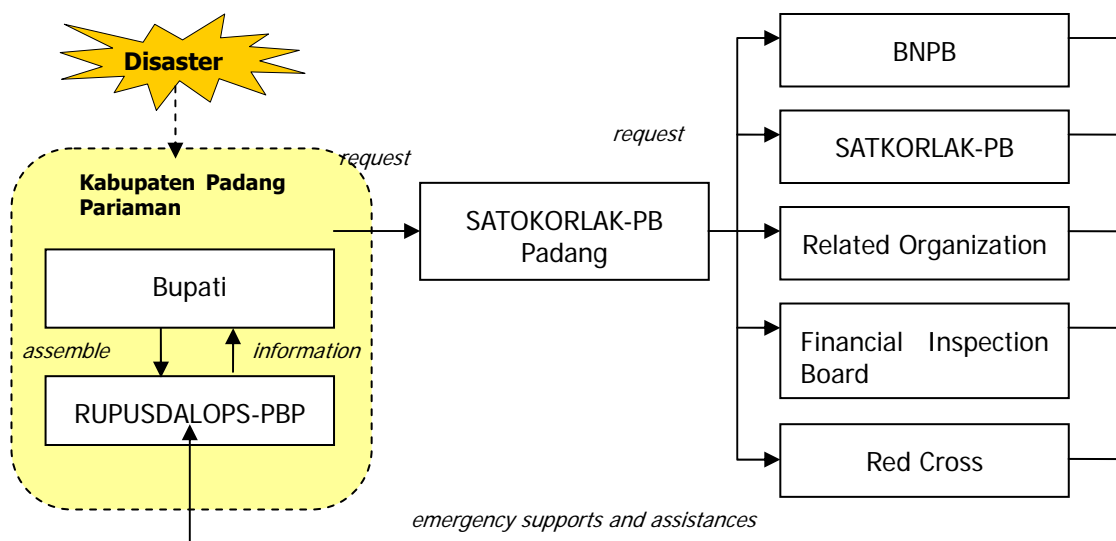 Disaster
request
Kabupaten Padang
Pariaman
Bupati
assemble
information
RUPUSDALOPS-PBP
SATOKORLAK-PB
Padang
request
BNPB
SATKORLAK-PB
Related Organization
Financial Inspection
Board
Red Cross
emergency supports and assistances